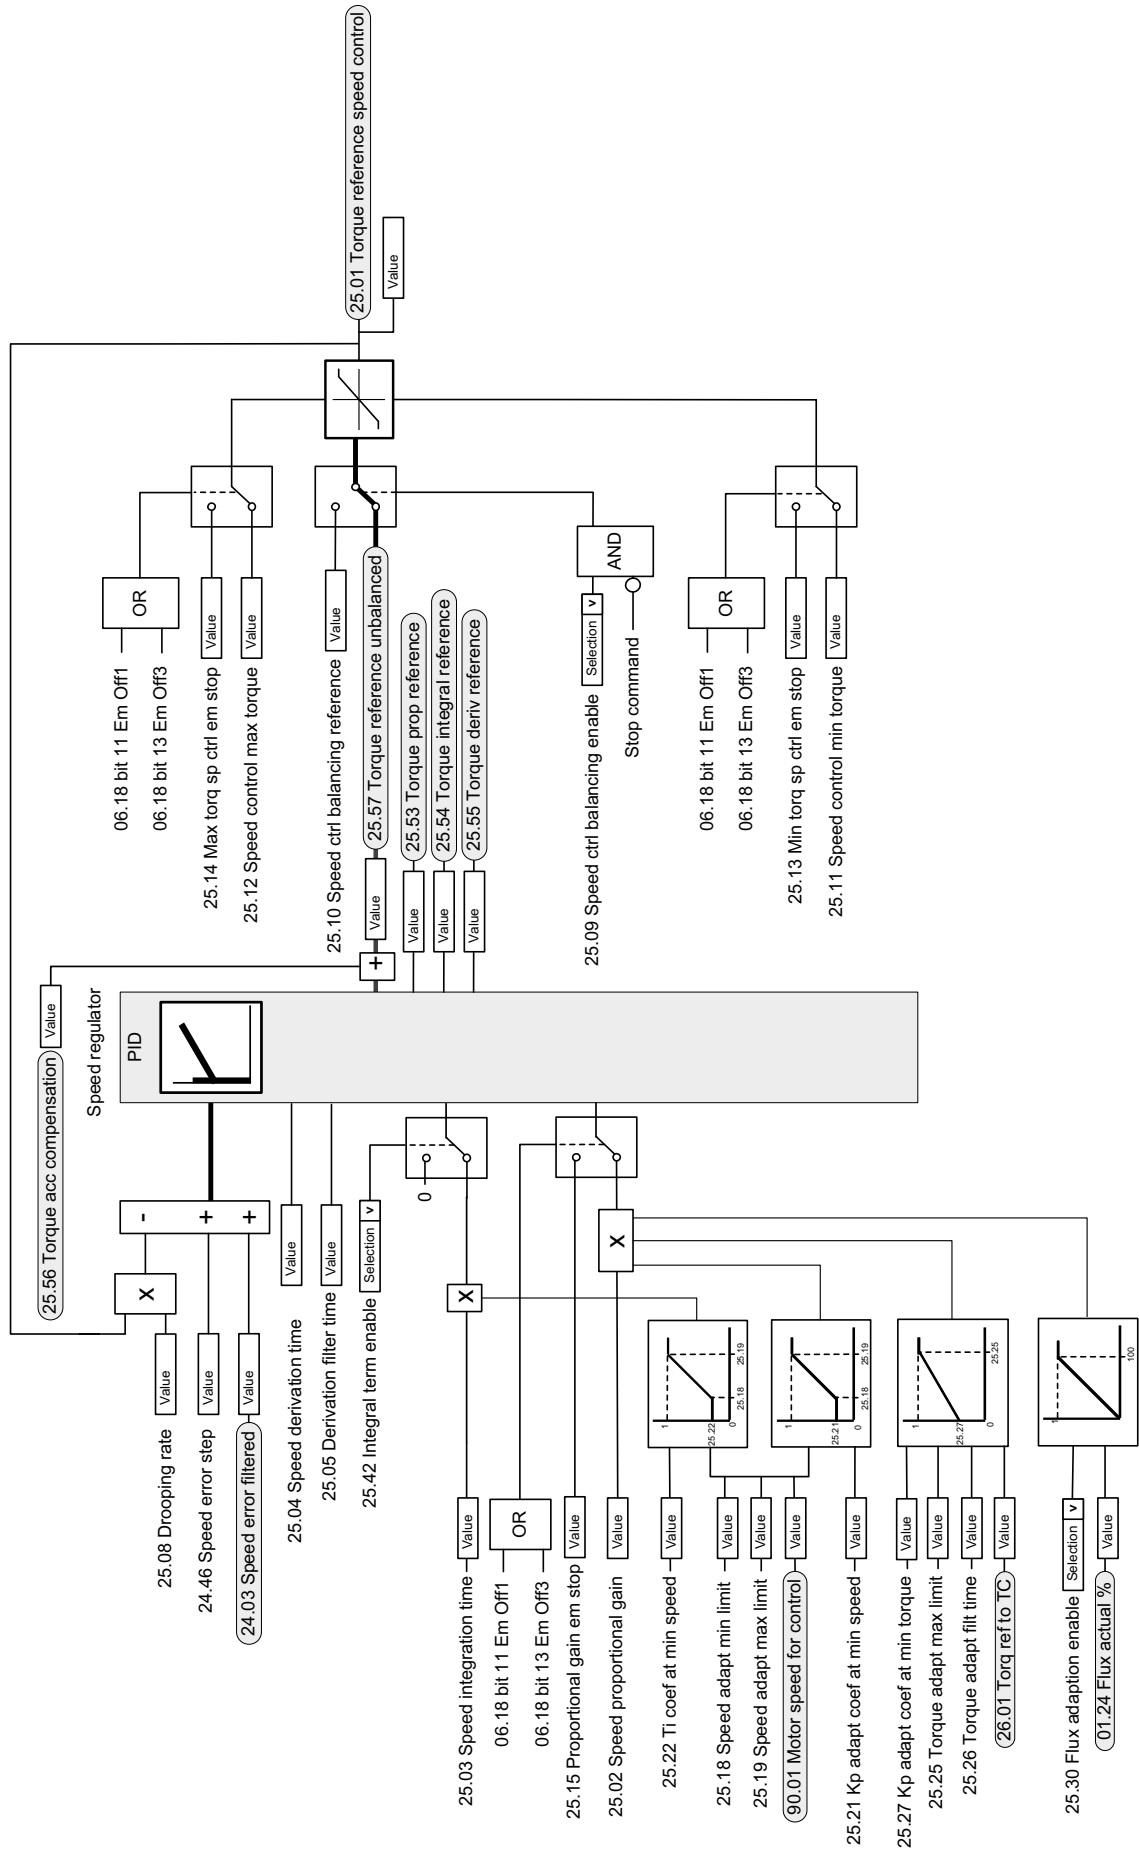 25.56 Torque acc compensation
Value
Speed regulator
PID
25.08 Drooping rate
Value
X
-
24.46 Speed error step
Value
+
24.03 Speed error filtered
Value
+
25.04 Speed derivation time
Value
25.05 Derivation filter time
Value
25.42 Integral term enable
Selection
v
0
25.03 Speed integration time
Value
X
06.18 bit 11 Em Off1
06.18 bit 13 Em Off3
OR
25.15 Proportional gain em stop
Value
25.02 Speed proportional gain
Value
X
25.22 Ti coef at min speed
Value
1
25.22
0
25.18
25.19
25.18 Speed adapt min limit
Value
25.19 Speed adapt max limit
Value
90.01 Motor speed for control
Value
1
25.21
0
25.18
25.19
25.21 Kp adapt coef at min speed
Value
25.27 Kp adapt coef at min torque
Value
25.25 Torque adapt max limit
Value
25.26 Torque adapt filt time
Value
26.01 Torq ref to TC
Value
1
25.27
0
25.25
25.30 Flux adaption enable
Selection
v
01.24 Flux actual %
Value
1
100
+
Value
25.57 Torque reference unbalanced
Value
25.53 Torque prop reference
Value
25.54 Torque integral reference
Value
25.55 Torque deriv reference
06.18 bit 11 Em Off1
06.18 bit 13 Em Off3
OR
25.14 Max torq sp ctrl em stop
Value
25.12 Speed control max torque
Value
25.10 Speed ctrl balancing reference
Value
25.09 Speed ctrl balancing enable
Selection
v
Stop command
AND
06.18 bit 11 Em Off1
06.18 bit 13 Em Off3
OR
25.13 Min torq sp ctrl em stop
Value
25.11 Speed control min torque
Value
25.01 Torque reference speed control
Value